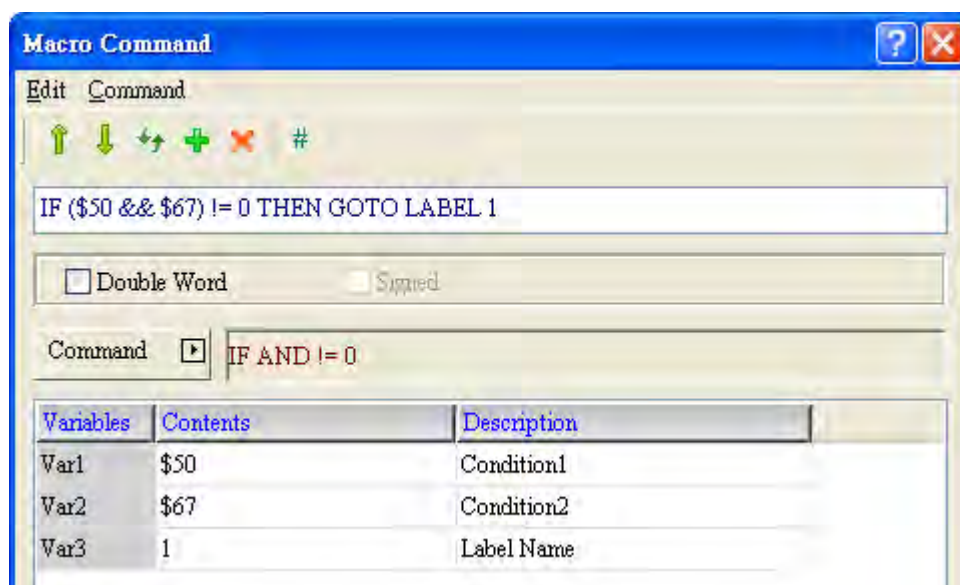 Macro Command
Edit Command
#
IF ($50 && $67) != 0 THEN GOTO LABEL 1
Double Word Signed
Command IF AND != 0
Variables Contents Description
Var1 $50 Condition1
Var2 $67 Condition2
Var3 1 Label Name